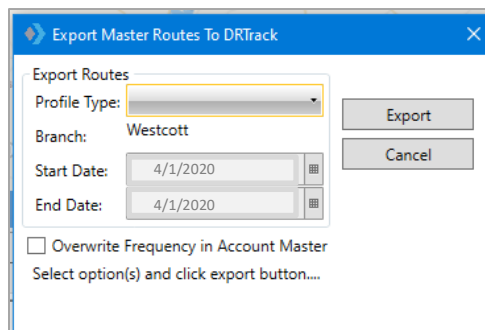 Export Master Routes To DRTrack
Export Routes
Profile Type:
Export
Branch: Westcott
Cancel
Start Date: 4/1/2020
End Date: 4/1/2020
Overwrite Frequency in Account Master
Select option(s) and click export button....